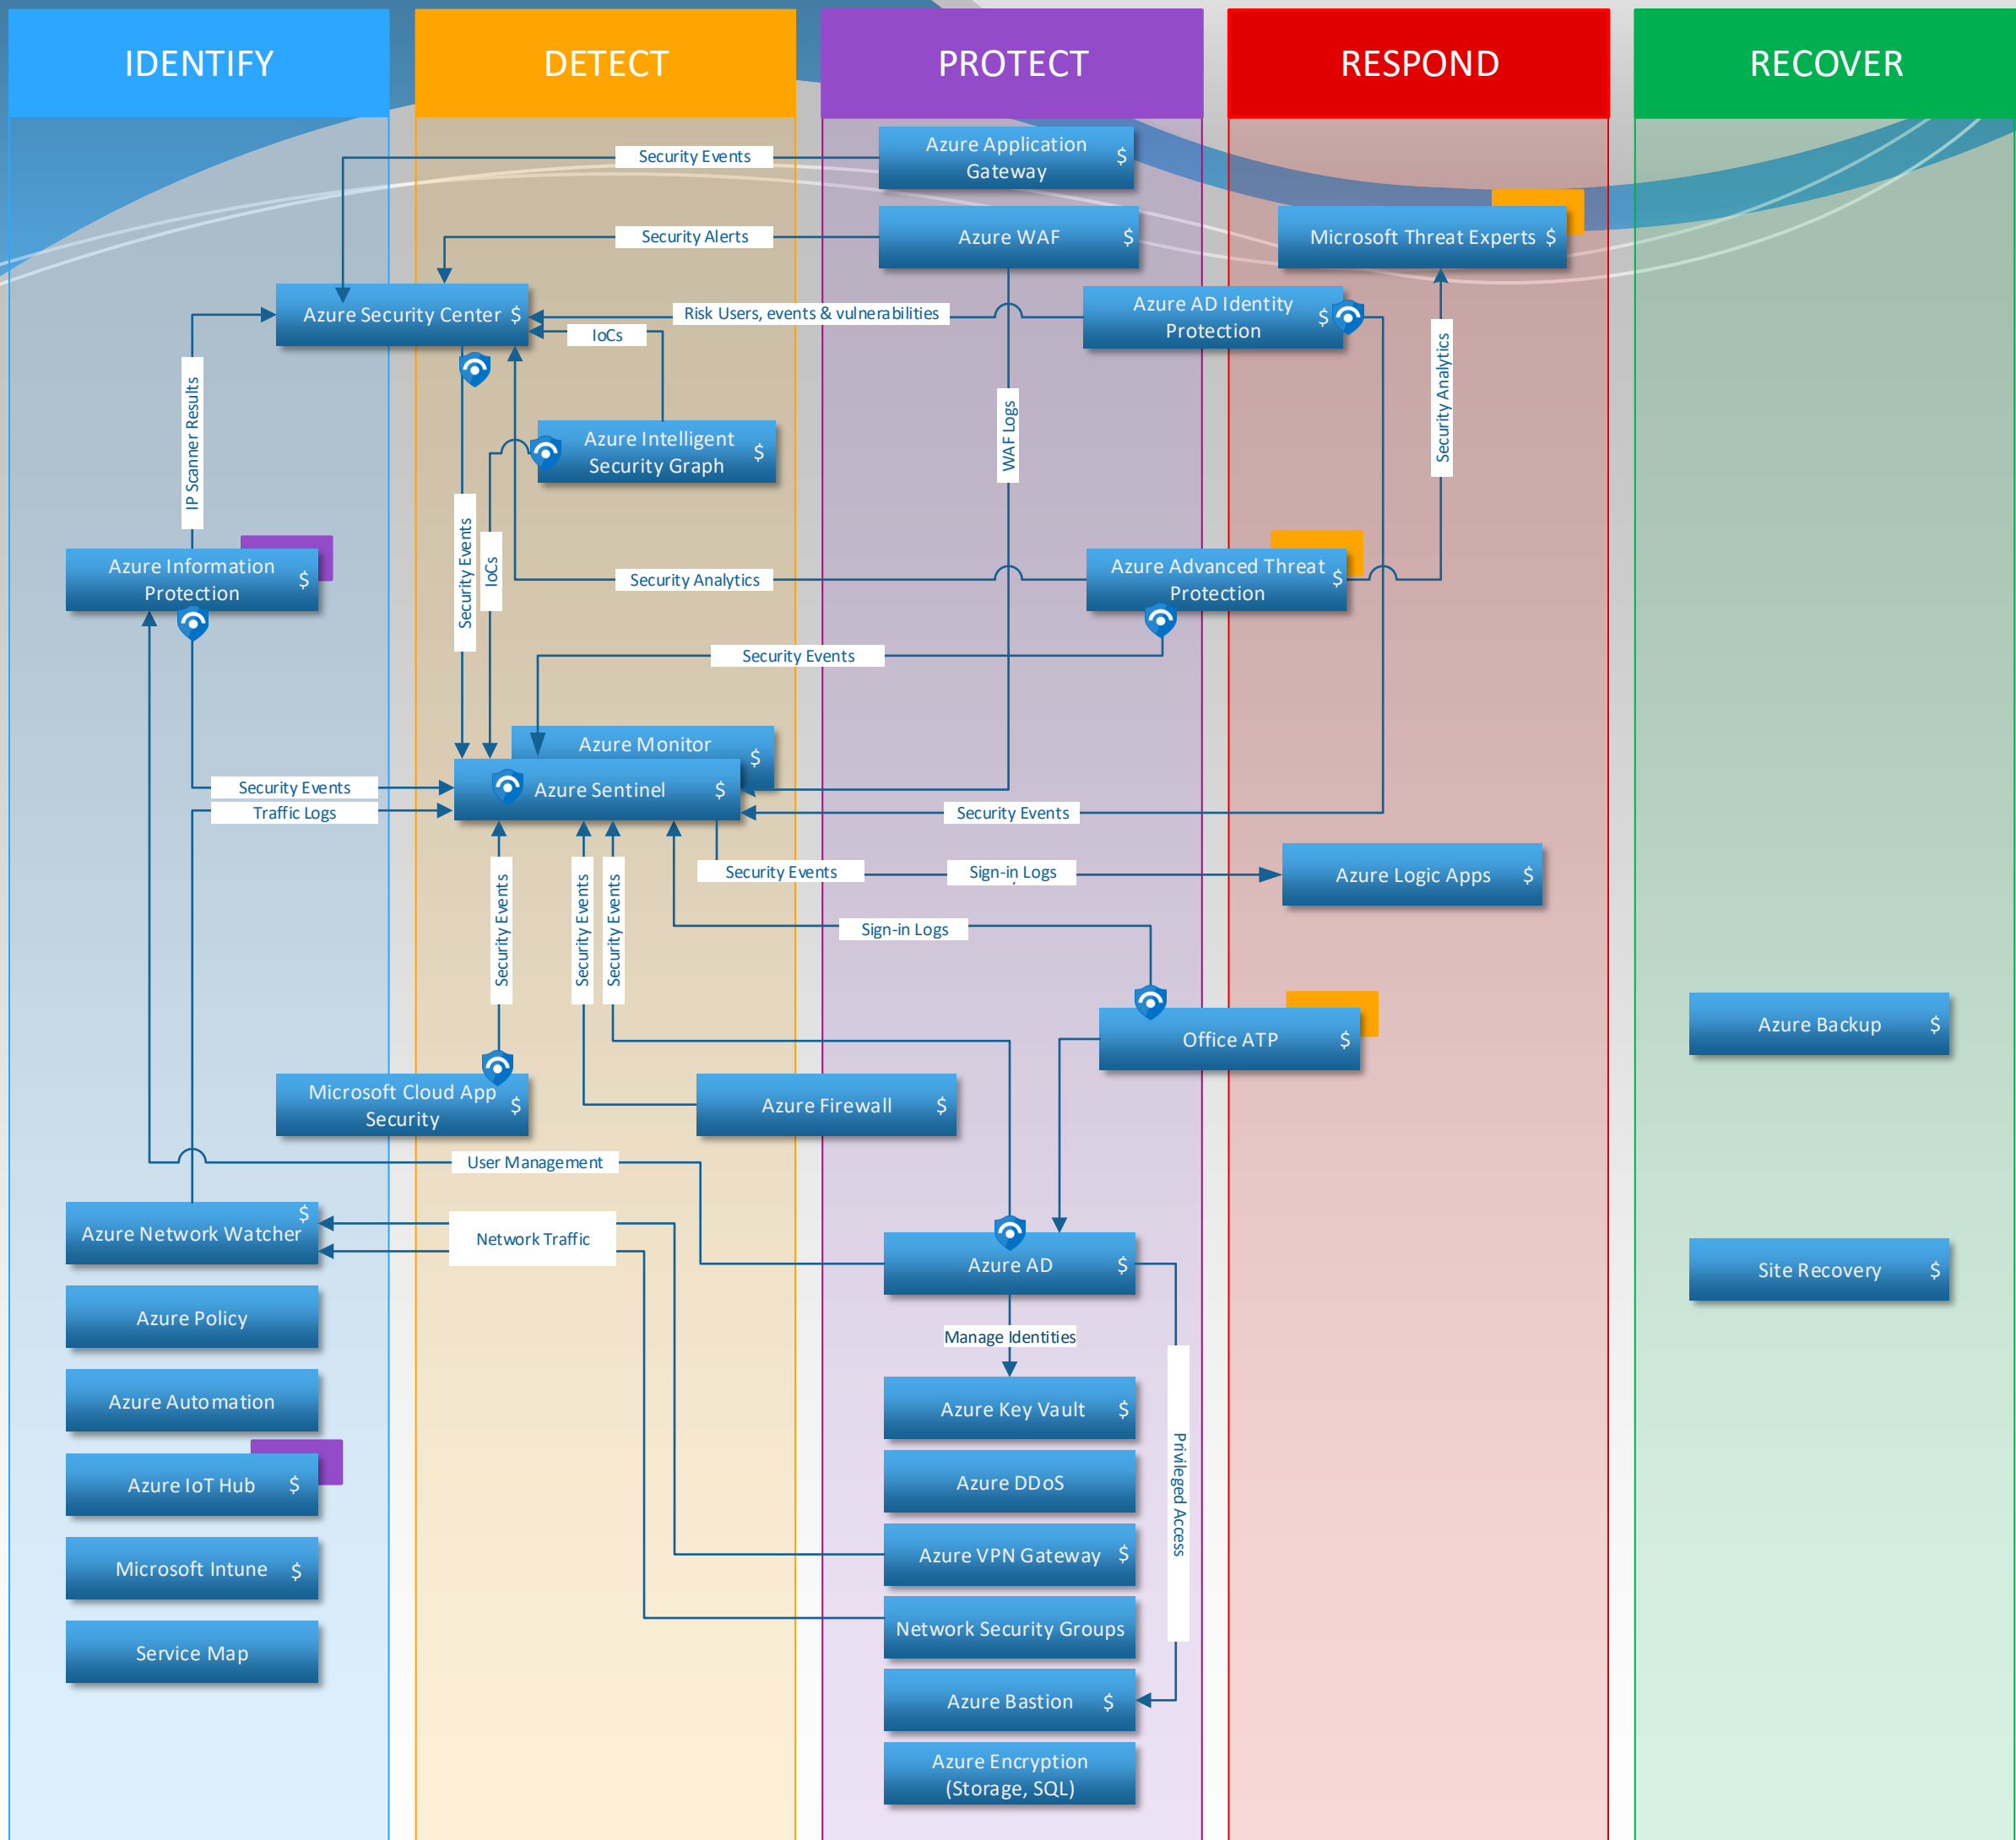 IDENTIFY
DETECT
PROTECT
RESPOND
RECOVER
Azure Application
Gateway
$
Security Events
Security Alerts
Azure WAF
$
Microsoft Threat Experts $
Azure Security Center $
Risk Users, events & vulnerabilities
Azure AD Identity
Protection
$
IoCs
IP Scanner Results
Security Analytics
WAF Logs
Azure Intelligent
Security Graph
$
Security Events
IoCs
Azure Information
Protection
$
Security Analytics
Azure Advanced Threat
Protection
$
Security Events
Azure Monitor
$
Azure Sentinel
$
Security Events
Traffic Logs
Security Events
Security Events
Sign-in Logs
Azure Logic Apps
$
Security Events
Security Events
Security Events
Sign-in Logs
Office ATP
$
Azure Backup
$
Microsoft Cloud App
Security
$
Azure Firewall
$
User Management
Azure Network Watcher
$
Network Traffic
Azure AD
$
Site Recovery
$
Azure Policy
Manage Identities
Azure Automation
Azure Key Vault
$
Privileged Access
Azure IoT Hub
$
Azure DDoS
Microsoft Intune
$
Azure VPN Gateway
$
Service Map
Network Security Groups
Azure Bastion
$
Azure Encryption
(Storage, SQL)